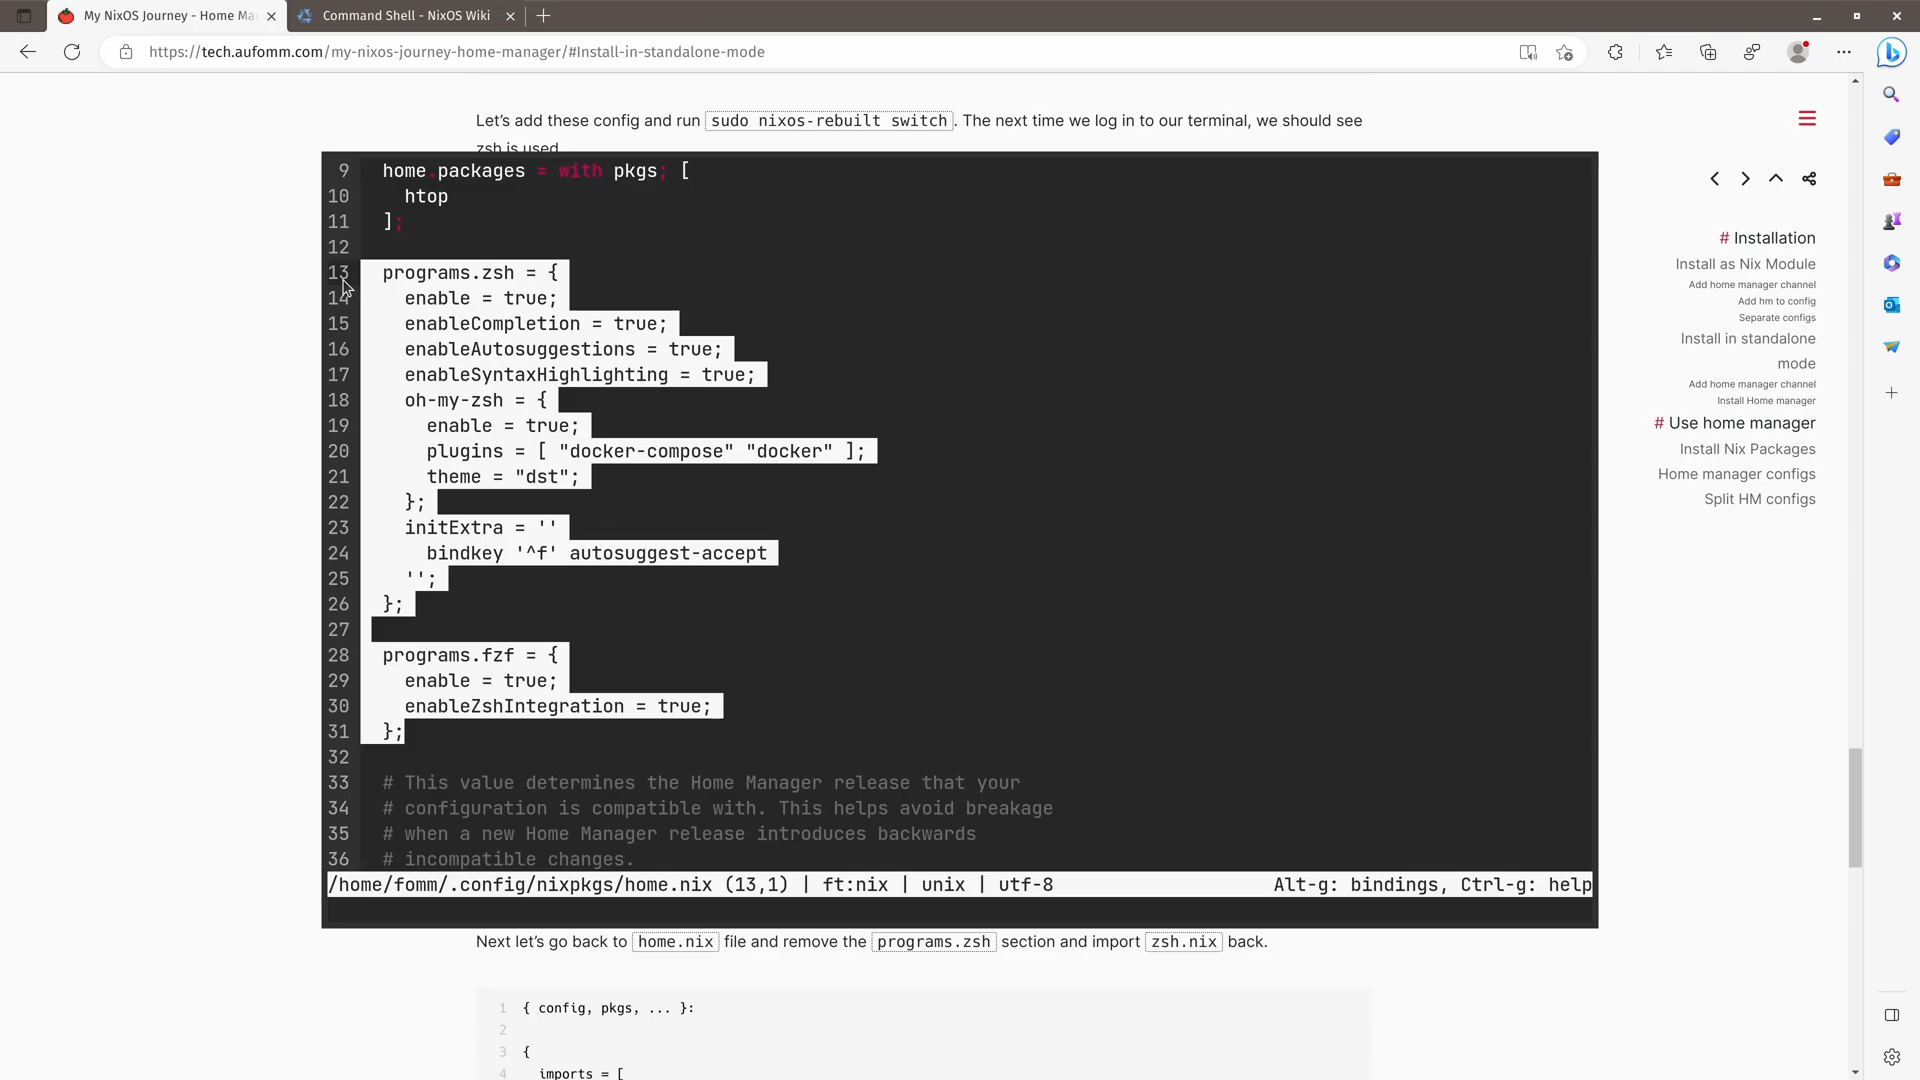 My NixOS Journey - Home Ma
Command Shell - NixOS Wiki
https://tech.aufomm.com/my-nixos-journey-home-manager/#Install-in-standalone-mode
Let's add these config and run sudo nixos-rebuilt switch. The next time we log in to our terminal, we should see
zsh is used
9 home.packages = with pkgs; [
10 htop
11 ];
12
13 programs.zsh = {
14 enable = true;
15 enableCompletion = true;
16 enableAutosuggestions = true;
17 enableSyntaxHighlighting = true;
18 oh-my-zsh = {
19 enable = true;
20 plugins = [ "docker-compose" "docker" ];
21 theme = "dst";
22 };
23 initExtra = ''
24 bindkey '^f' autosuggest-accept
25 '';
26 };
27
28 programs.fzf = {
29 enable = true;
30 enableZshIntegration = true;
31 };
32
33 # This value determines the Home Manager release that your
34 # configuration is compatible with. This helps avoid breakage
35 # when a new Home Manager release introduces backwards
36 # incompatible changes.
/home/fomm/.config/nixpkgs/home.nix (13,1) | ft:nix | unix | utf-8 Alt-g: bindings, Ctrl-g: help
Next let's go back to home.nix file and remove the programs.zsh section and import zsh.nix back.
1 { config, pkgs, ... }:
2
3 {
4 imports = [
# Installation
Install as Nix Module
Add home manager channel
Add hm to config
Separate configs
Install in standalone
mode
Add home manager channel
Install Home manager
# Use home manager
Install Nix Packages
Home manager configs
Split HM configs